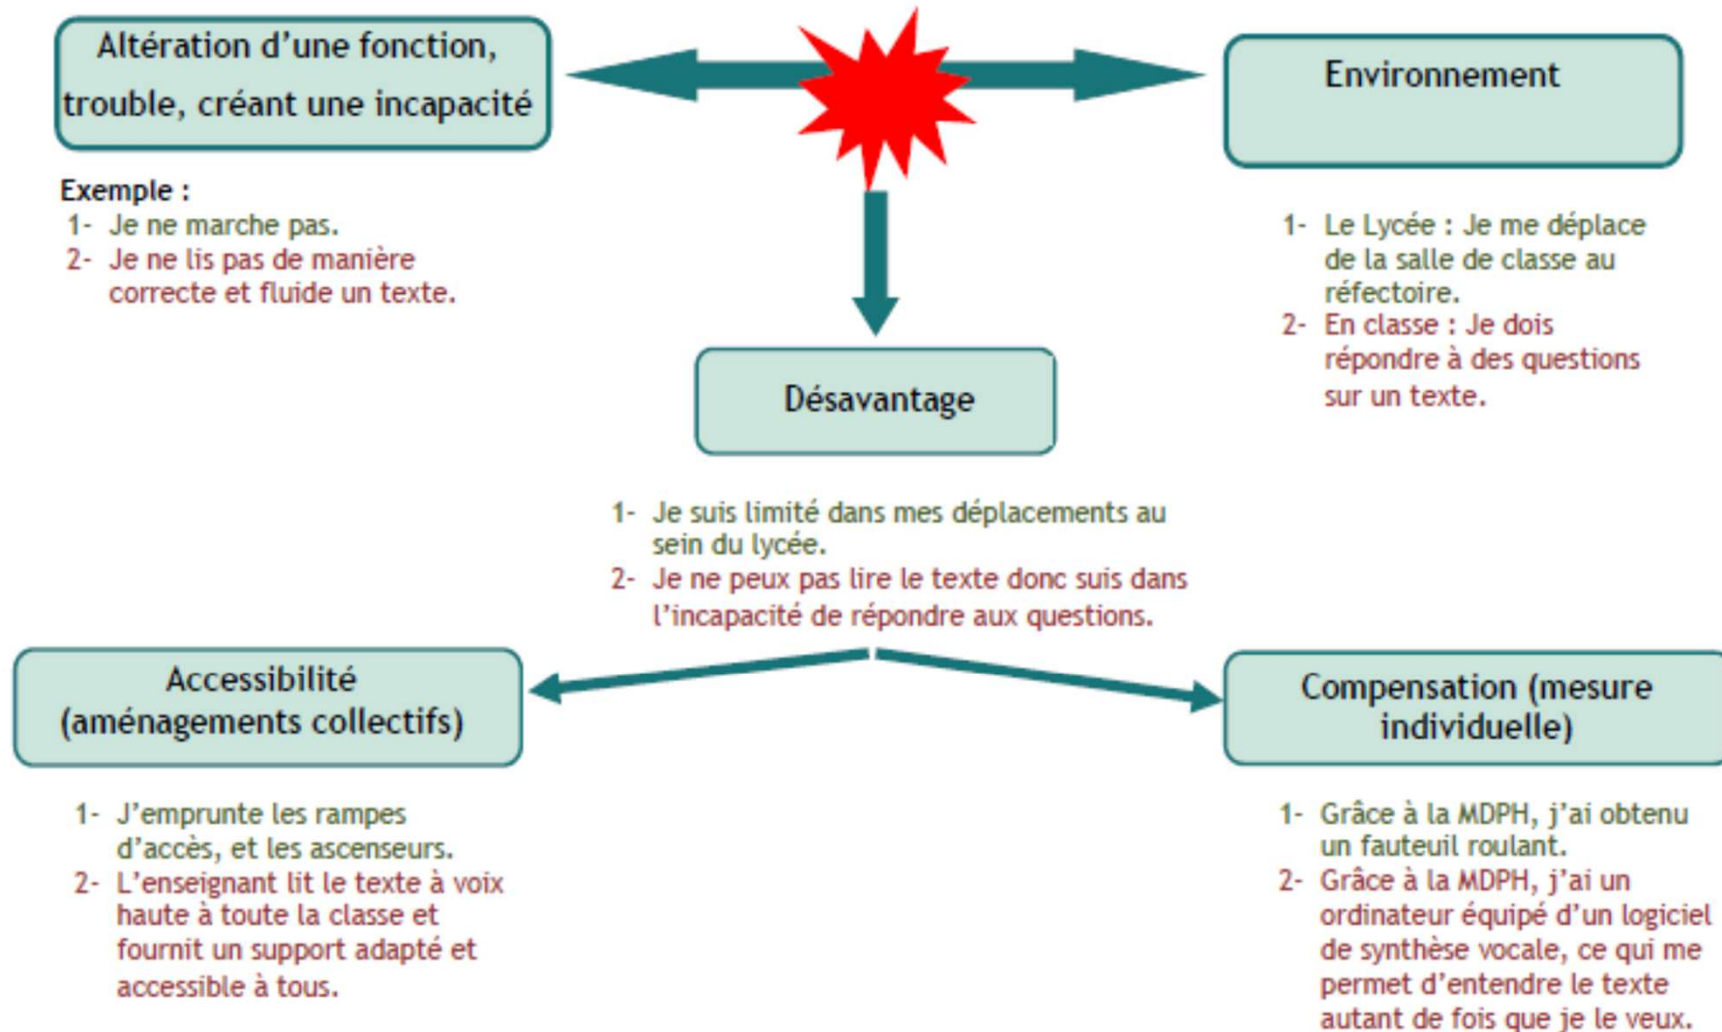 Altération d'une fonction,
trouble, créant une incapacité
Environnement
Exemple :
1- Je ne marche pas.
2- Je ne lis pas de manière
correcte et fluide un texte.
1- Le Lycée : Je me déplace
de la salle de classe au
réfectoire.
2- En classe : Je dois
répondre à des questions
sur un texte.
Désavantage
1- Je suis limité dans mes déplacements au
sein du lycée.
2- Je ne peux pas lire le texte donc suis dans
l'incapacité de répondre aux questions.
Accessibilité
(aménagements collectifs)
Compensation (mesure
individuelle)
1- J'emprunte les rampes
d'accès, et les ascenseurs.
2- L'enseignant lit le texte à voix
haute à toute la classe et
fournit un support adapté et
accessible à tous.
1- Grâce à la MDPH, j'ai obtenu
un fauteuil roulant.
2- Grâce à la MDPH, j'ai un
ordinateur équipé d'un logiciel
de synthèse vocale, ce qui me
permet d'entendre le texte
autant de fois que je le veux.